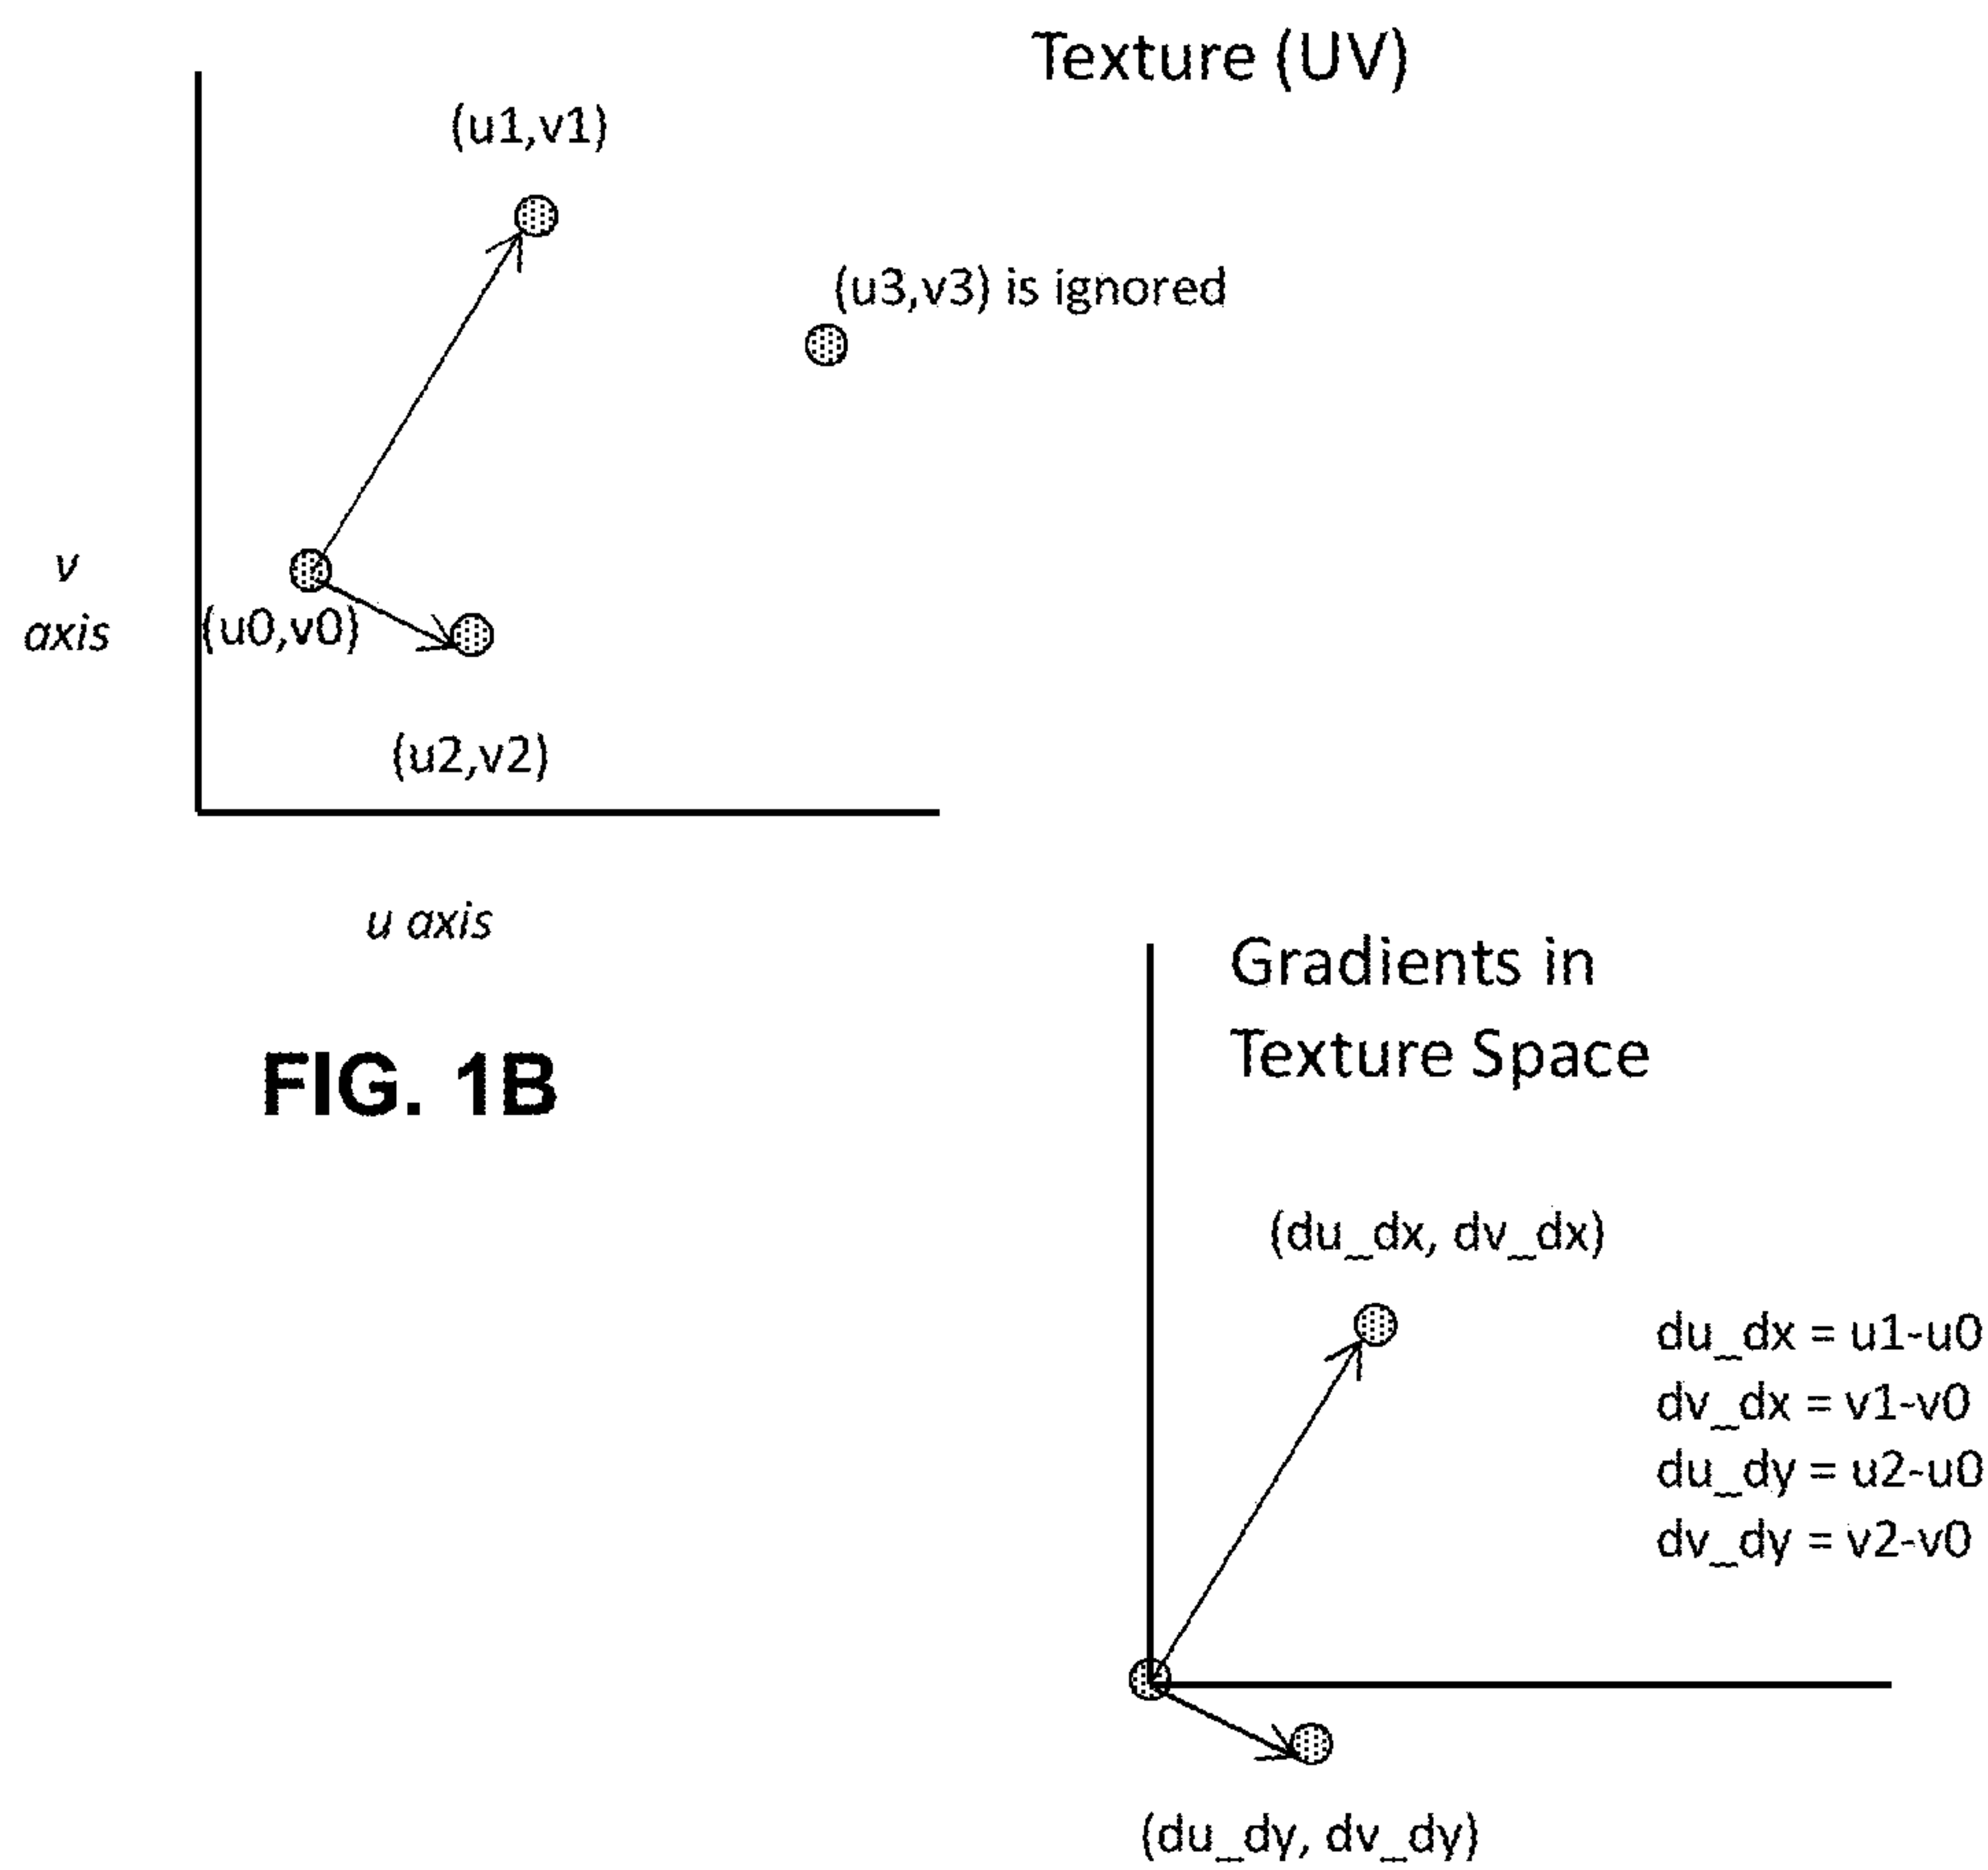 Texture (UV)
(u1,v1)
(u3,v3) is ignored
v
axis
(u0,v0)
(u2,v2)
u axis
FIG. 1B
Gradients in
Texture Space
(du_dx, dv_dx)
du_dx = u1-u0
dv_dx = v1-v0
du_dy = u2-u0
dv_dy = v2-v0
(du_dy, dv_dy)